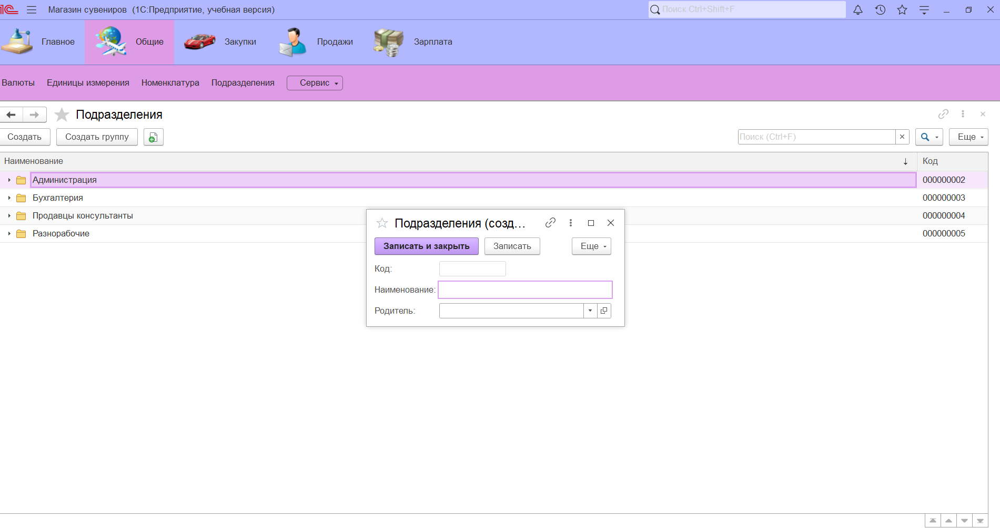 1С Магазин сувениров (1С:Предприятие, учебная версия) Поиск Ctrl+Shift+F
Главное Общие Закупки Продажи Зарплата
Валюты Единицы измерения Номенклатура Подразделения Сервис
Подразделения
Создать Создать группу Поиск (Ctrl+F) × Еще
Наименование ↓ Код
Администрация 000000002
Бухгалтерия 000000003
Продавцы консультанты 000000004
Разнорабочие 000000005
Подразделения (созд...
Записать и закрыть Записать Еще
Код:
Наименование:
Родитель: